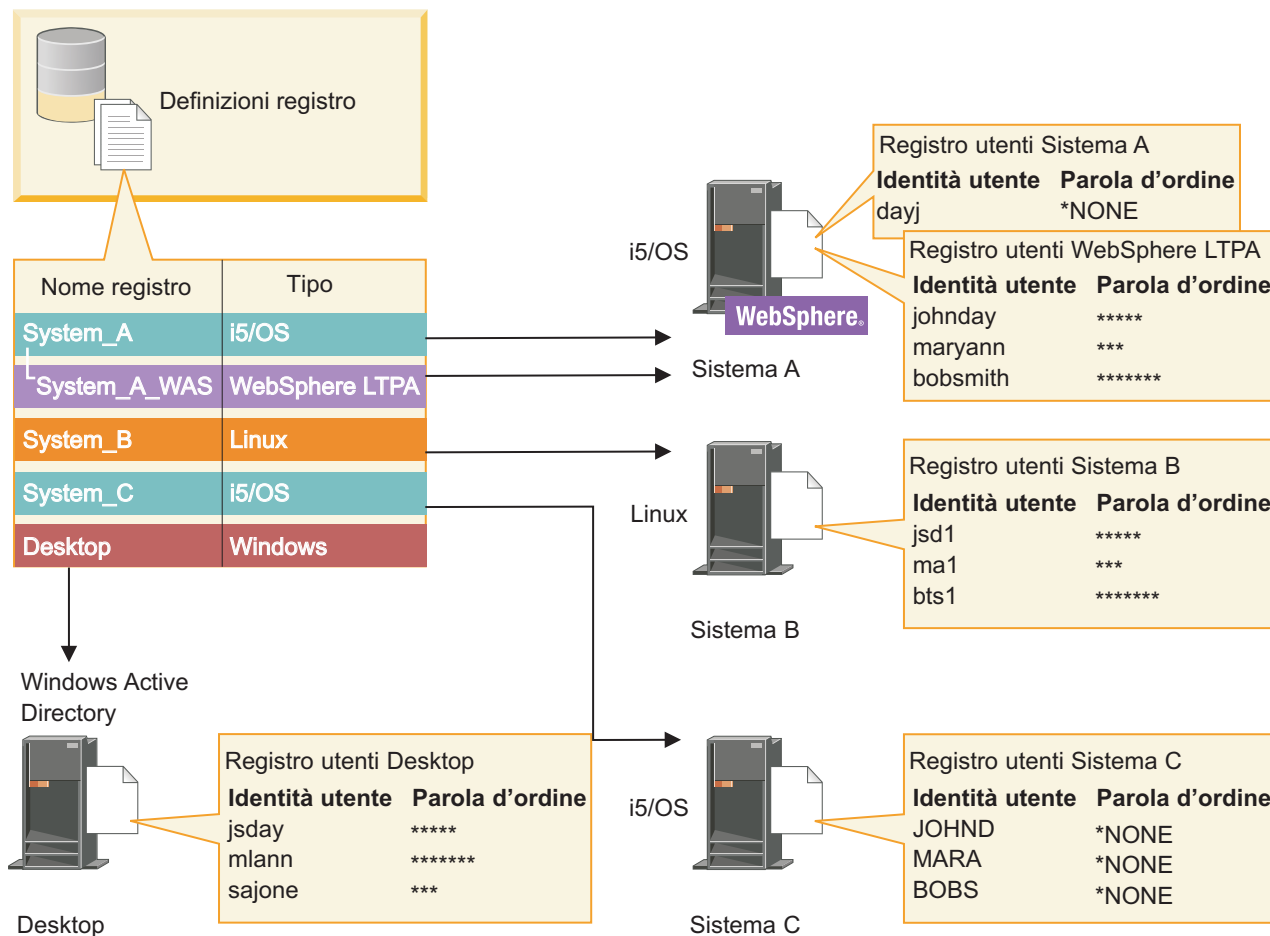 Definizioni registro
Nome registro Tipo
System_A i5/OS
System_A_WAS WebSphere LTPA
System_B Linux
System_C i5/OS
Desktop Windows
i5/OS
WebSphere®
Sistema A
Registro utenti Sistema A
Identità utente Parola d'ordine
dayj *NONE
Registro utenti WebSphere LTPA
Identità utente Parola d'ordine
johnday *****
maryann ***
bobsmith *******
Linux
Sistema B
Registro utenti Sistema B
Identità utente Parola d'ordine
jsd1 *****
ma1 ***
bts1 *******
Windows Active
Directory
Desktop
Registro utenti Desktop
Identità utente Parola d'ordine
jsday *****
mlann *******
sajone ***
i5/OS
Sistema C
Registro utenti Sistema C
Identità utente Parola d'ordine
JOHND *NONE
MARA *NONE
BOBS *NONE